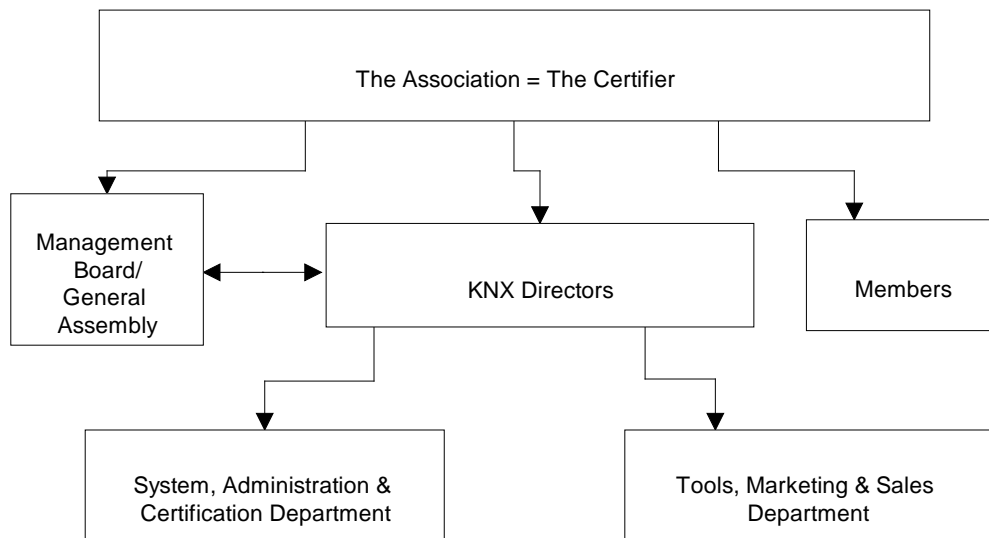 The Association = The Certifier
Management
Board/
General
Assembly
KNX Directors
Members
System, Administration &
Certification Department
Tools, Marketing & Sales
Department